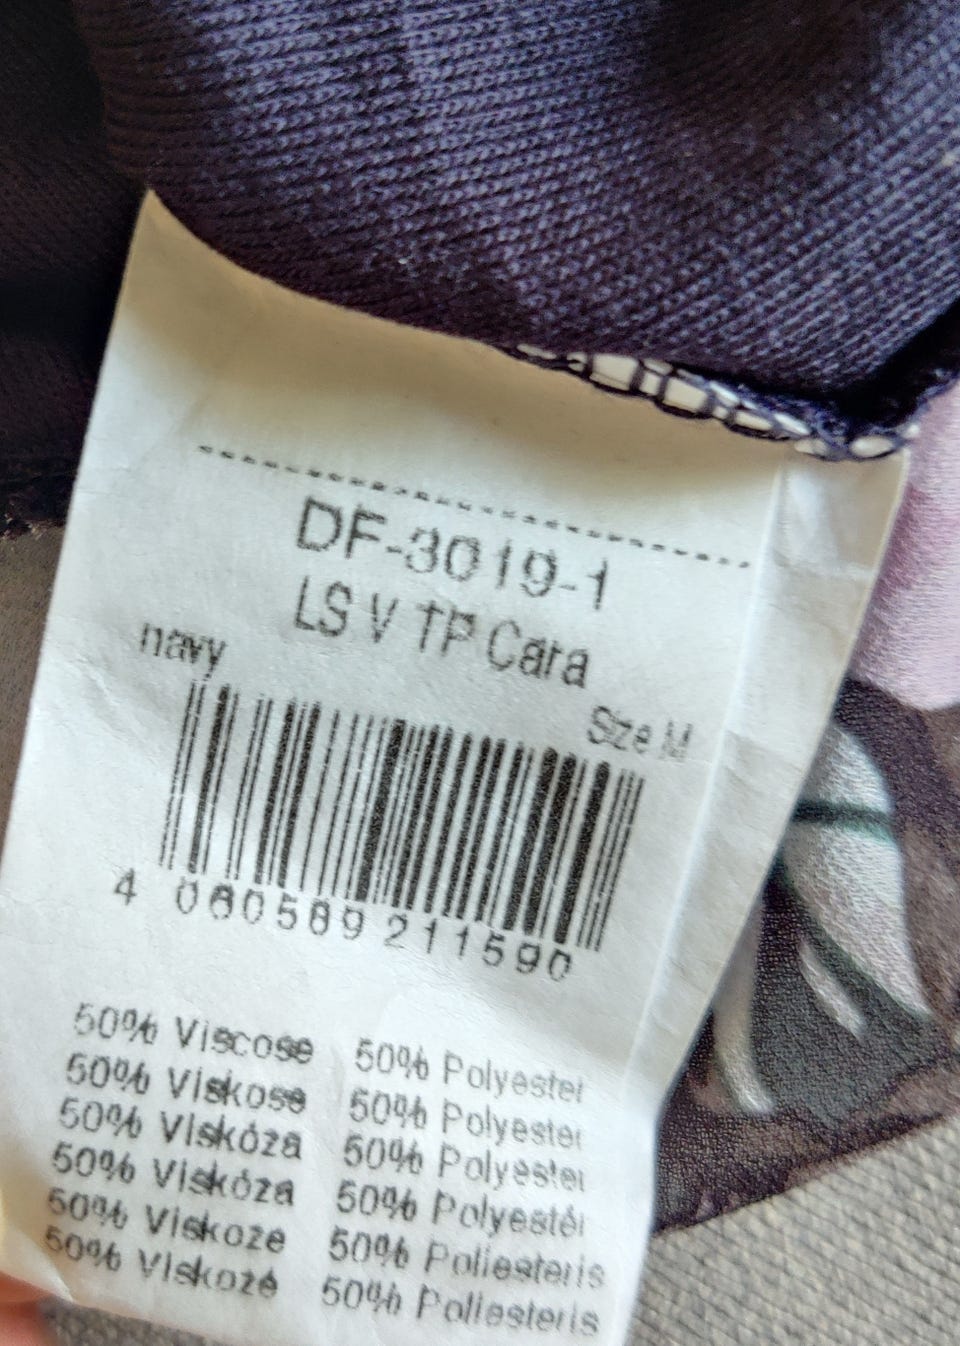 DF-3019-1
LS V TP Cara
navy
Size M
4 060589 211590
50% Viscose 50% Polyester
50% Viskose 50% Polyester
50% Viskóza 50% Polyester
50% Viskóza 50% Polyestér
50% Viskoze 50% Poliesteris
50% Viskozė 50% Poliesteris